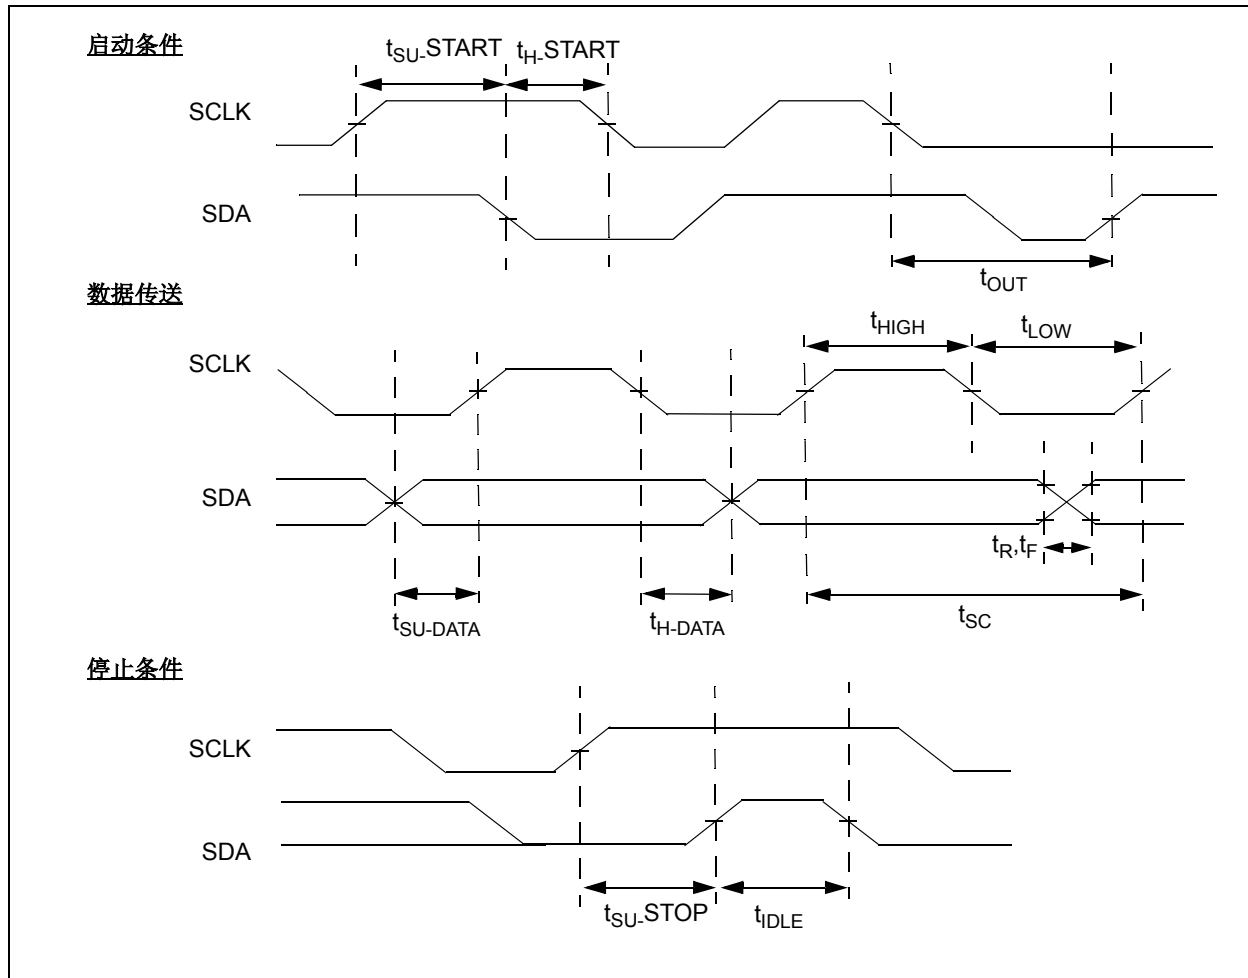 启动条件
tSU-START
tH-START
SCLK
SDA
tOUT
数据传送
tHIGH
tLOW
SCLK
SDA
tR,tF
tSU-DATA
tH-DATA
tSC
停止条件
SCLK
SDA
tSU-STOP
tIDLE